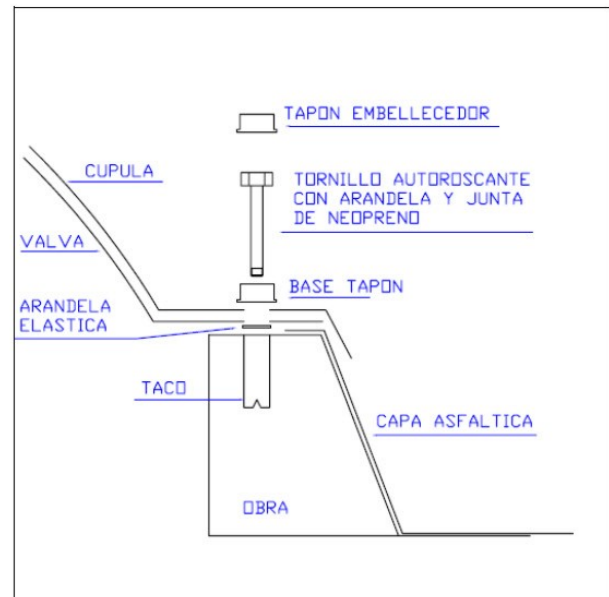 TAPON EMBELLECEDOR
CUPULA
TORNILLO AUTOROSCANTE
CON ARANDELA Y JUNTA
DE NEOPRENO
VALVA
BASE TAPON
ARANDELA
ELASTICA
TACO
CAPA ASFALTICA
OBRA